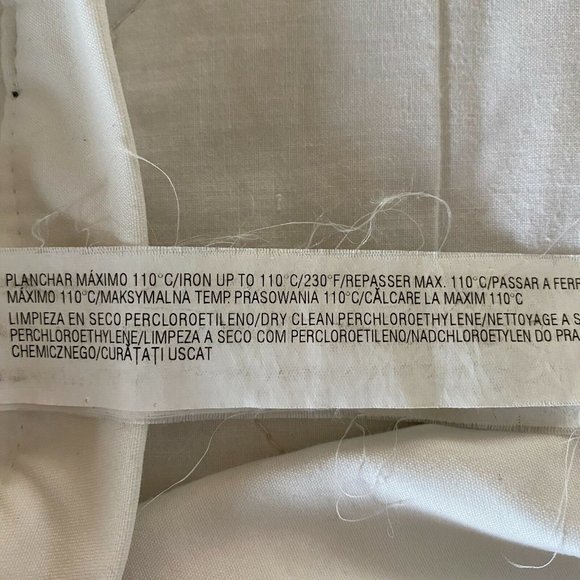 PLANCHAR MÁXIMO 110°C/IRON UP TO 110°C/230°F/REPASSER MAX. 110°C/PASSAR A FERR
MÁXIMO 110°C/MAKSYMALNA TEMP PRASOWANIA 110°C/CĂLCARE LA MAXIM 110°C
LIMPIEZA EN SECO PERCLOROETILENO/DRY CLEAN PERCHLOROETHYLENE/NETTOYAGE A S
PERCHLOROETHYLENE/LIMPEZA A SECO COM PERCLOROETILENO/NADCHLOROETYLEN DO PRA
CHEMICZNEGO/CURĂȚAȚI USCAT